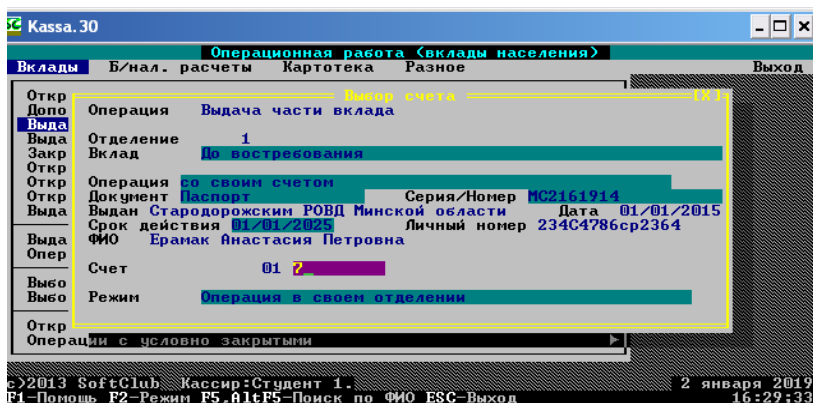 SC Kassa.30
Операционная работа (вклады населения)
Вклады Б/нал. расчеты Картотека Разное Выход
Выбор счета [X]
Откр
Допо Операция Выдача части вклада
Выда
Выда Отделение 1
Закр Вклад До востребования
Откр
Откр Операция со своим счетом
Откр Документ Паспорт Серия/Номер МС2161914
Выда Выдан Стародорожским РОВД Минской области Дата 01/01/2015
Срок действия 01/01/2025 Личный номер 234С4786ср2364
Выда ФИО Ерамак Анастасия Петровна
Опер
Счет 01 ?_
Выбо
Выбо Режим Операция в своем отделении
Откр
Операции с условно закрытыми
c)2013 SoftClub Кассир:Студент 1. 2 января 2019
F1-Помощь F2-Режим F5,AltF5-Поиск по ФИО ESC-Выход 16:29:33